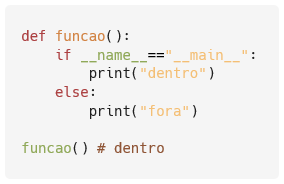 def funcao():
    if __name__=="__main__":
        print("dentro")
    else:
        print("fora")

funcao() # dentro